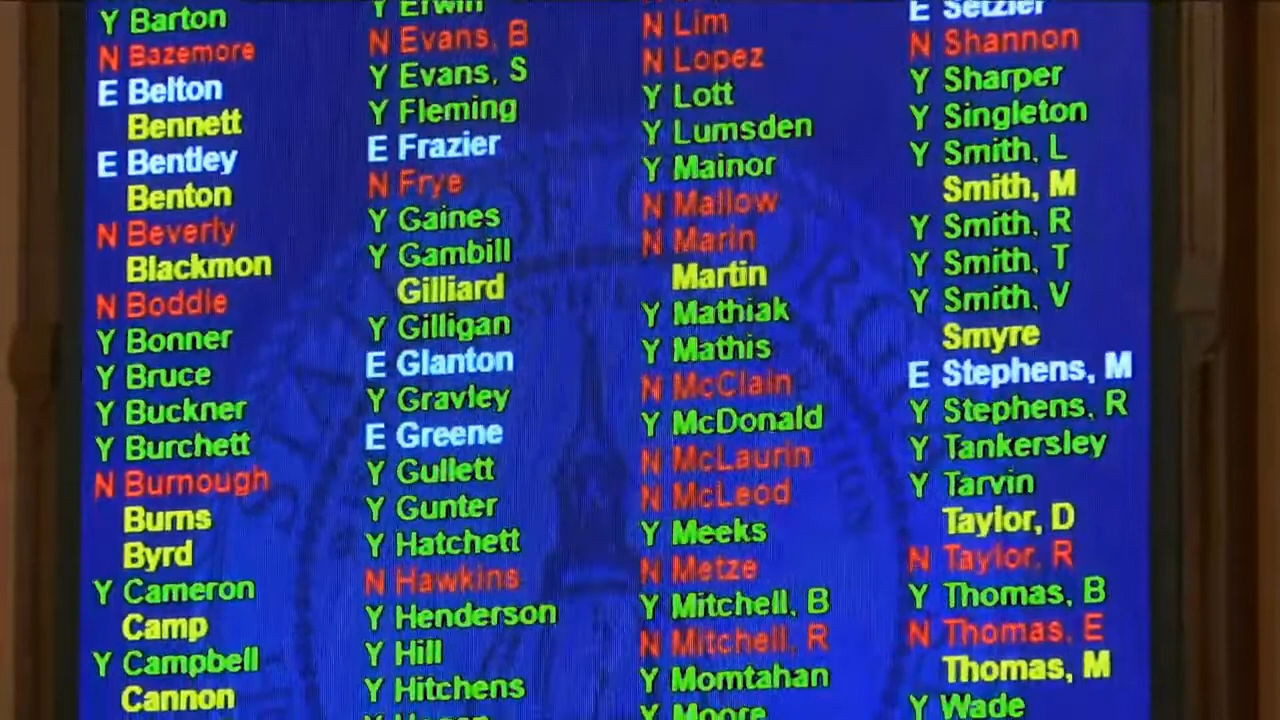 Y Barton
N Bazemore
E Belton
Bennett
E Bentley
Benton
N Beverly
Blackmon
N Boddie
Y Bonner
Y Bruce
Y Buckner
Y Burchett
N Burnough
Burns
Byrd
Y Cameron
Camp
Y Campbell
Cannon
Y Erwin
N Evans, B
Y Evans, S
Y Fleming
E Frazier
N Frye
Y Gaines
Y Gambill
Gilliard
Y Gilligan
E Glanton
Y Gravley
E Greene
Y Gullett
Y Gunter
Y Hatchett
N Hawkins
Y Henderson
Y Hill
Y Hitchens
N Lim
N Lopez
Y Lott
Y Lumsden
Y Mainor
N Mallow
N Marin
Martin
Y Mathiak
Y Mathis
N McClain
Y McDonald
N McLaurin
N McLeod
Y Meeks
N Metze
Y Mitchell, B
N Mitchell, R
Y Momtahan
Y Moore
E Setzler
N Shannon
Y Sharper
Y Singleton
Y Smith, L
Smith, M
Y Smith, R
Y Smith, T
Y Smith, V
Smyre
E Stephens, M
Y Stephens, R
Y Tankersley
Y Tarvin
Taylor, D
N Taylor, R
Y Thomas, B
N Thomas, E
Thomas, M
Y Wade